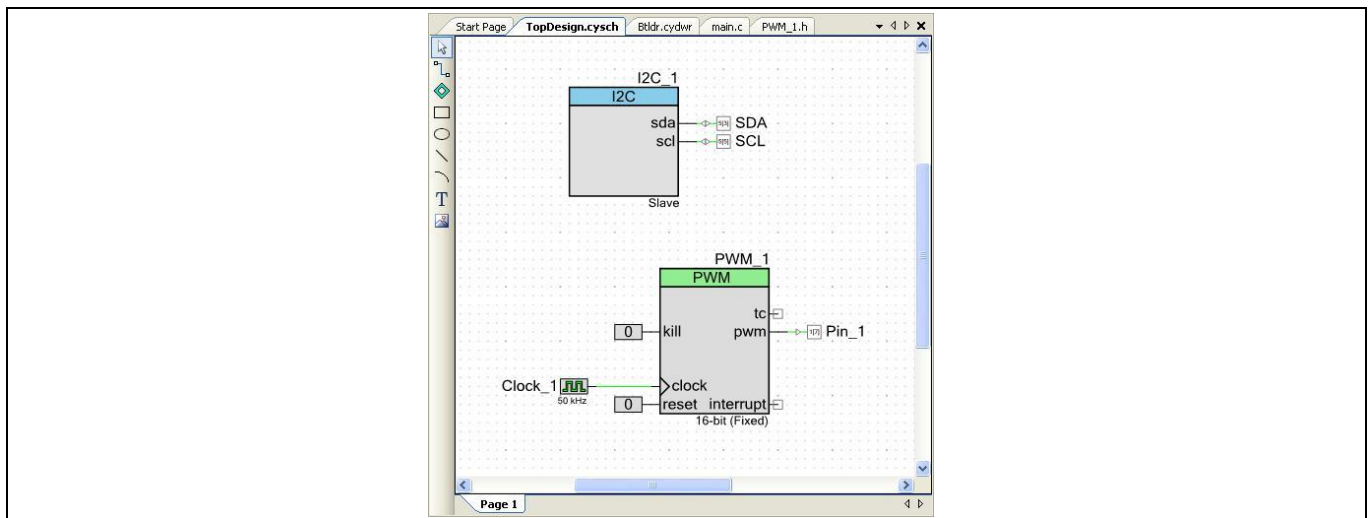 Start Page TopDesign.cysch Btldr.cydwr main.c PWM_1.h
T
I2C_1
I2C
sda SDA
scl SCL
Slave
PWM_1
PWM
tc
0 kill pwm Pin_1
Clock_1 clock
50 kHz
0 reset interrupt
16-bit (Fixed)
Page 1